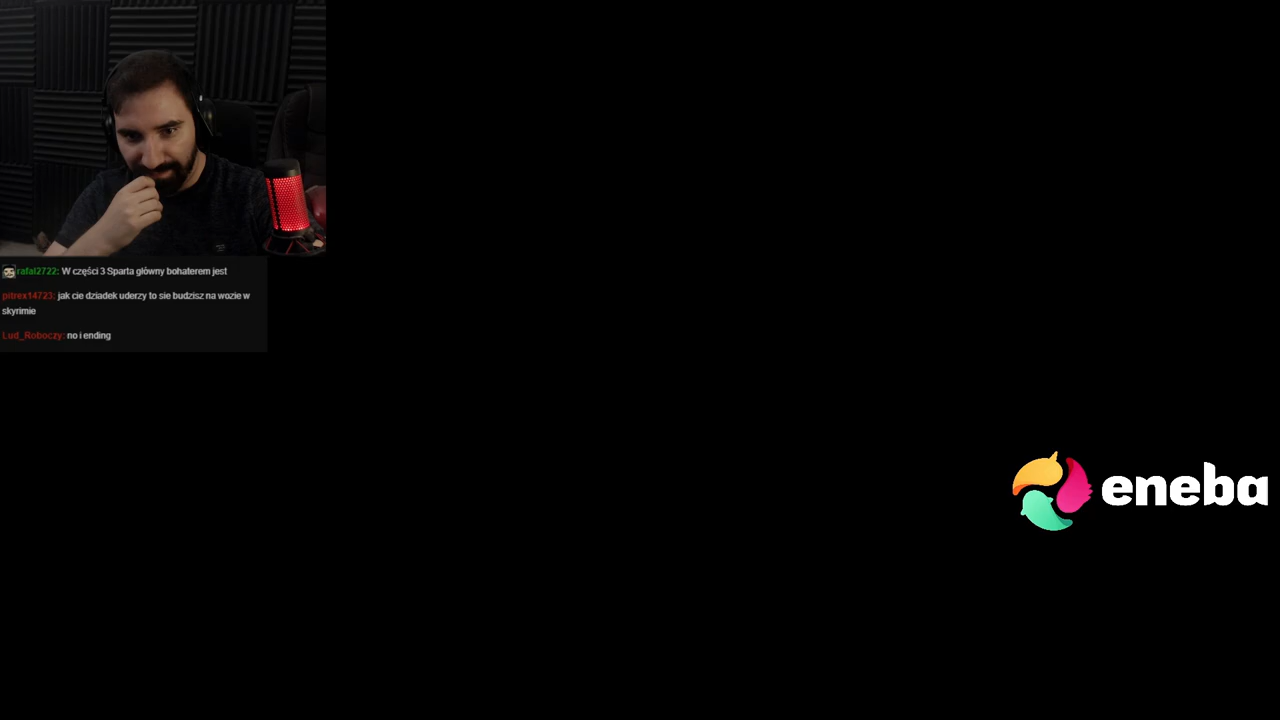 rafal2722: W części 3 Sparta główny bohaterem jest
pitrex14723: jak cie dziadek uderzy to sie budzisz na wozie w
skyrimie
Lud_Roboczy: no i ending
eneba